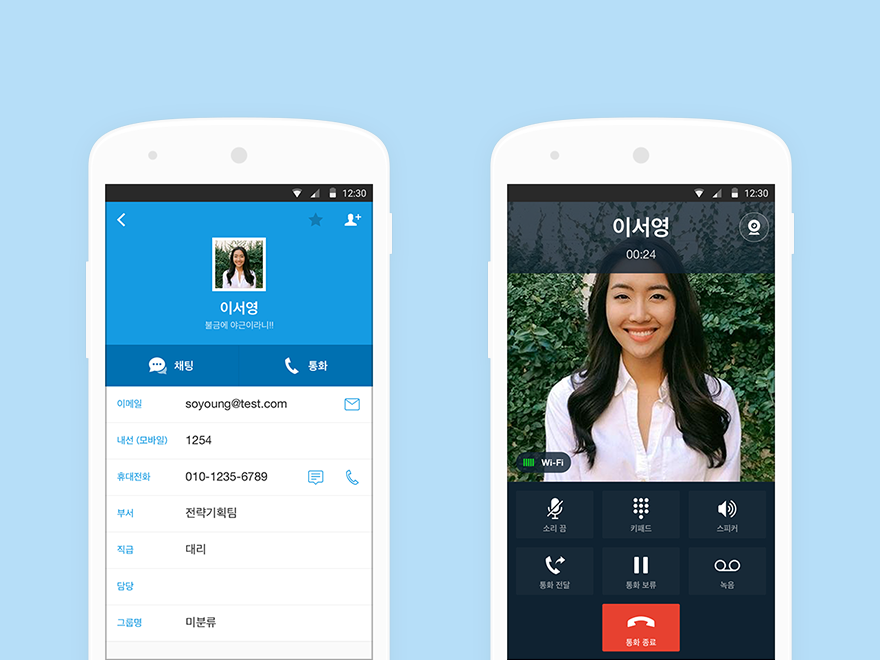 12:30
이서영
불금에 야근이라니!!
채팅 통화
이메일 soyoung@test.com
내선 (모바일) 1254
휴대전화 010-1235-6789
부서 전략기획팀
직급 대리
담당
그룹명 미분류
12:30
이서영
00:24
Wi-Fi
소리 끔 키패드 스피커
통화 전달 통화 보류 녹음
통화 종료